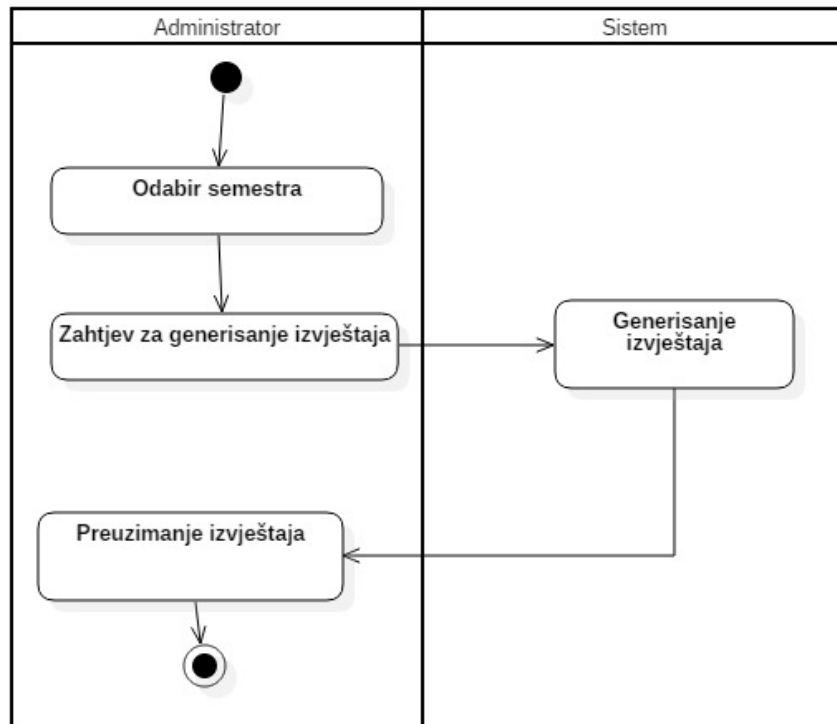 Administrator
Sistem
Odabir semestra
Zahtjev za generisanje izvještaja
Generisanje
izvještaja
Preuzimanje izvještaja